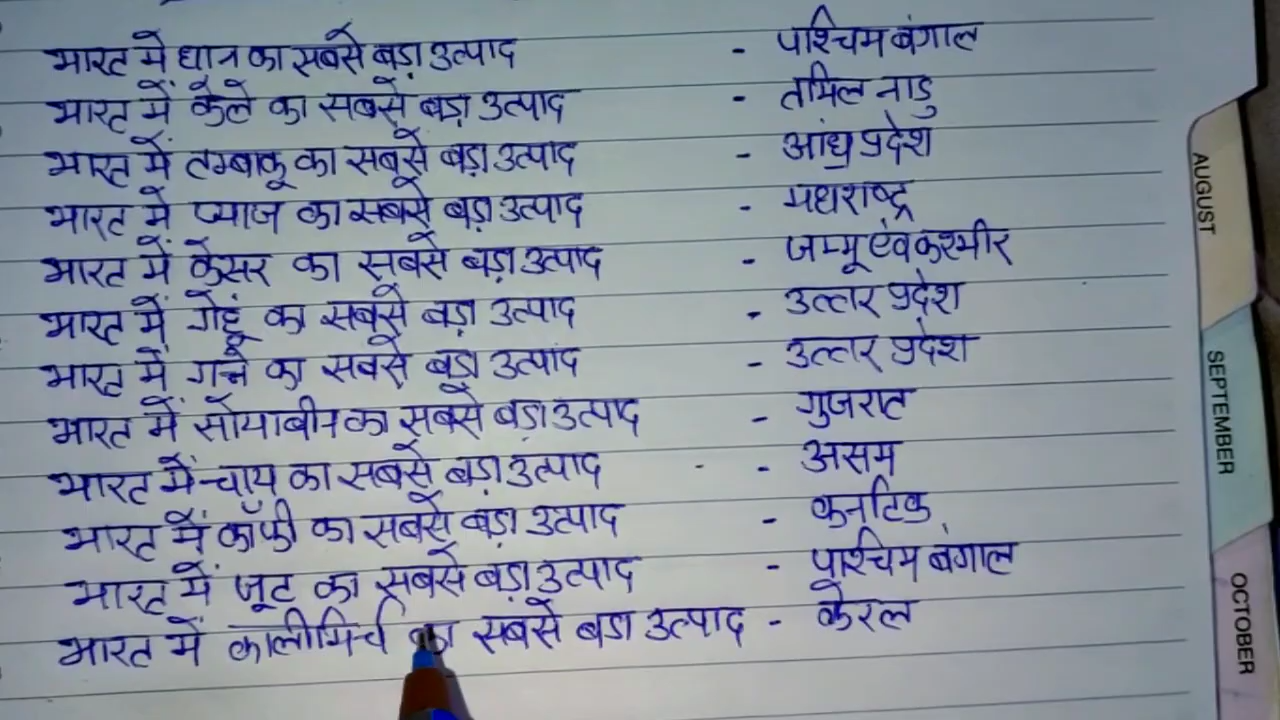 भारत में धान का सबसे बड़ा उत्पाद - पश्चिम बंगाल
भारत में केले का सबसे बड़ा उत्पाद - तमिल नाडु
भारत में तम्बाकू का सबसे बड़ा उत्पाद - आंध्र प्रदेश
भारत में प्याज का सबसे बड़ा उत्पाद - महाराष्ट्र
भारत में केसर का सबसे बड़ा उत्पाद - जम्मू एंव कश्मीर
भारत में गेहूं का सबसे बड़ा उत्पाद - उत्तर प्रदेश
भारत में गन्ने का सबसे बड़ा उत्पाद - उत्तर प्रदेश
भारत में सोयाबीन का सबसे बड़ा उत्पाद - गुजरात
भारत में चाय का सबसे बड़ा उत्पाद - असम
भारत में कॉफी का सबसे बड़ा उत्पाद - कर्नाटक
भारत में जूट का सबसे बड़ा उत्पाद - पश्चिम बंगाल
भारत में कालीमिर्च का सबसे बडा उत्पाद - केरल
AUGUST
SEPTEMBER
OCTOBER